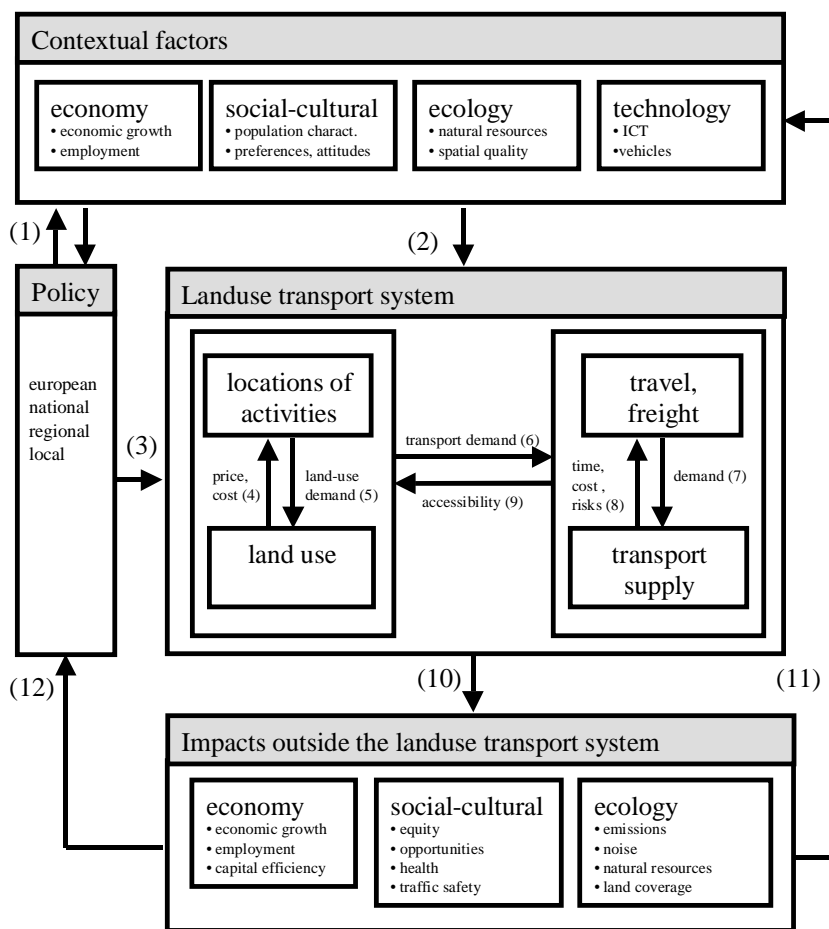 Contextual factors
economy
• economic growth
• employment
social-cultural
• population charact.
• preferences, attitudes
ecology
• natural resources
• spatial quality
technology
• ICT
•vehicles
(1)
(2)
Policy
european
national
regional
local
(3)
Landuse transport system
locations of
activities
price,
cost (4)
land-use
demand (5)
land use
transport demand (6)
accessibility (9)
travel,
freight
time,
cost ,
risks (8)
demand (7)
transport
supply
(12)
(10)
(11)
Impacts outside the landuse transport system
economy
• economic growth
• employment
• capital efficiency
social-cultural
• equity
• opportunities
• health
• traffic safety
ecology
• emissions
• noise
• natural resources
• land coverage